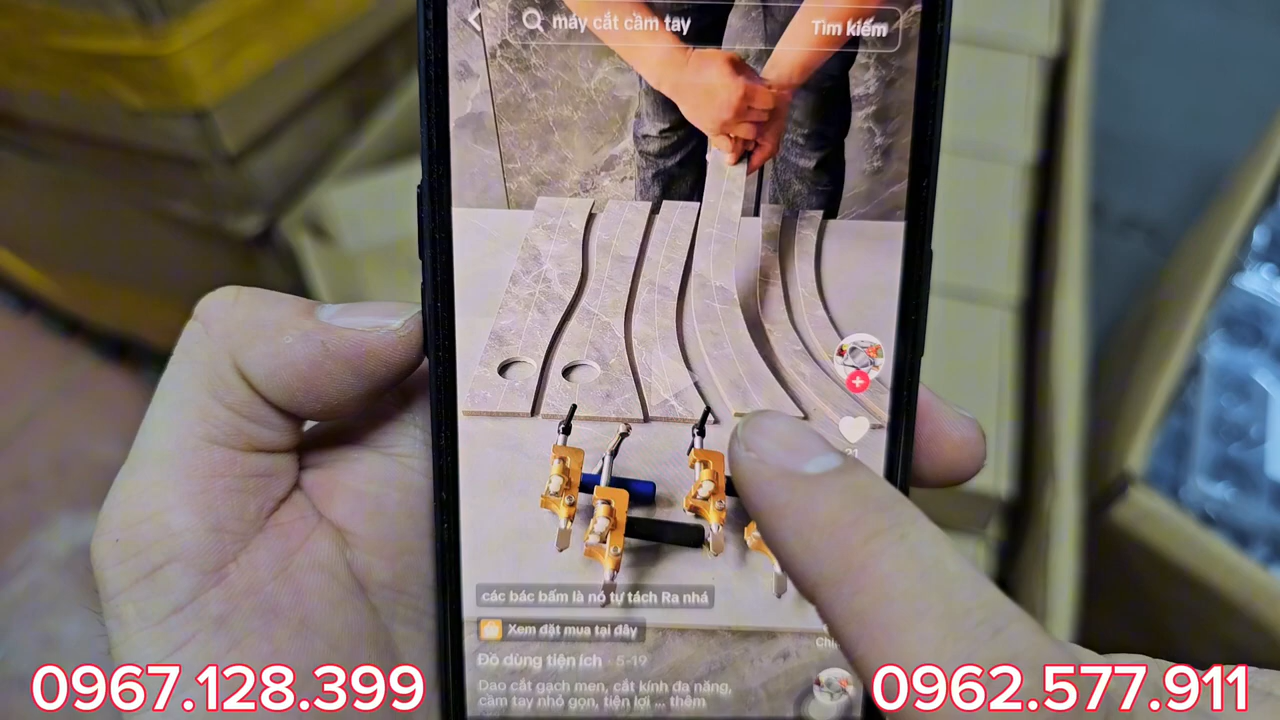 máy cắt cầm tay
Tìm kiếm
21
các bác bấm là nó tự tách Ra nhá
Xem đặt mua tại đây
Đồ dùng tiện ích · 5-19
Dao cắt gạch men, cắt kính đa năng,
cầm tay nhỏ gọn, tiện lợi ... thêm
0967.128.399
0962.577.911